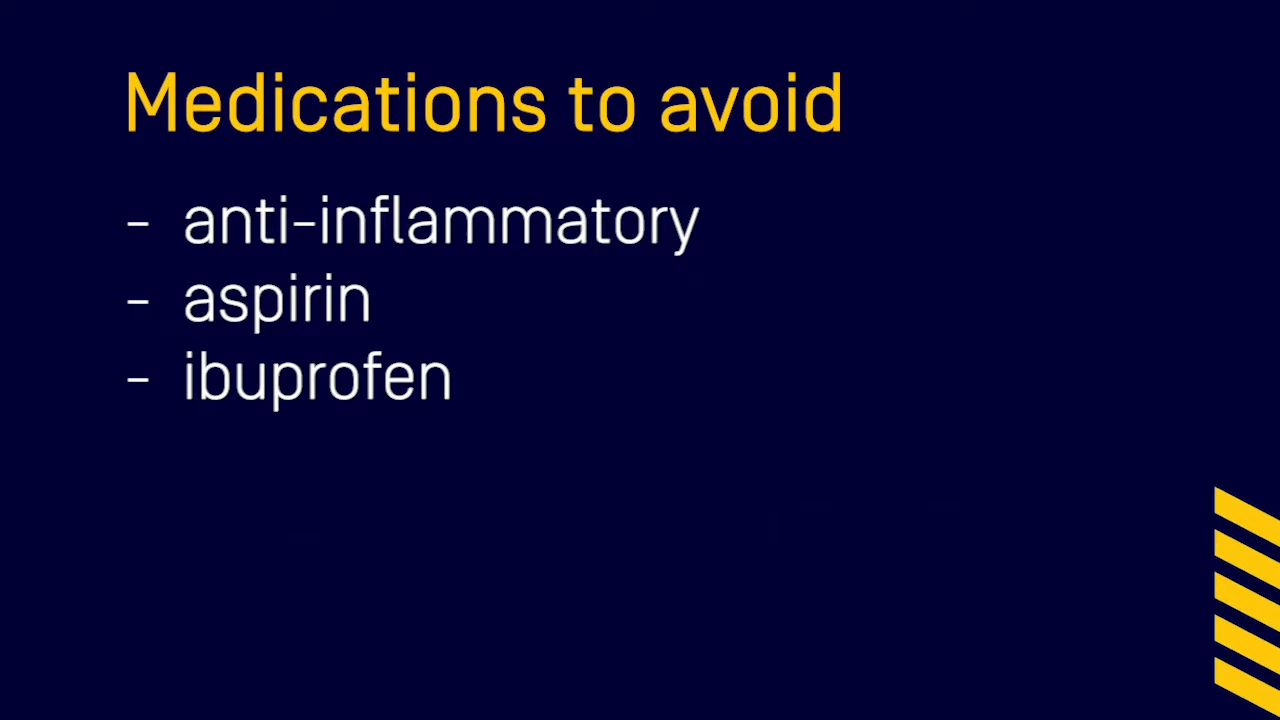 Medications to avoid
- anti-inflammatory
- aspirin
- ibuprofen